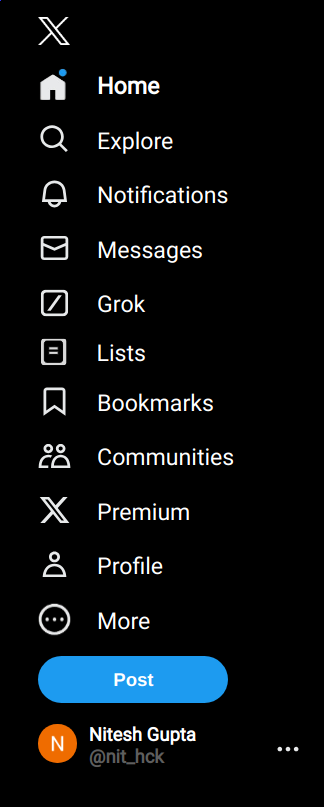 Home
Explore
Notifications
Messages
Grok
Lists
Bookmarks
Communities
Premium
Profile
More
Post
N
Nitesh Gupta
@nit_hck